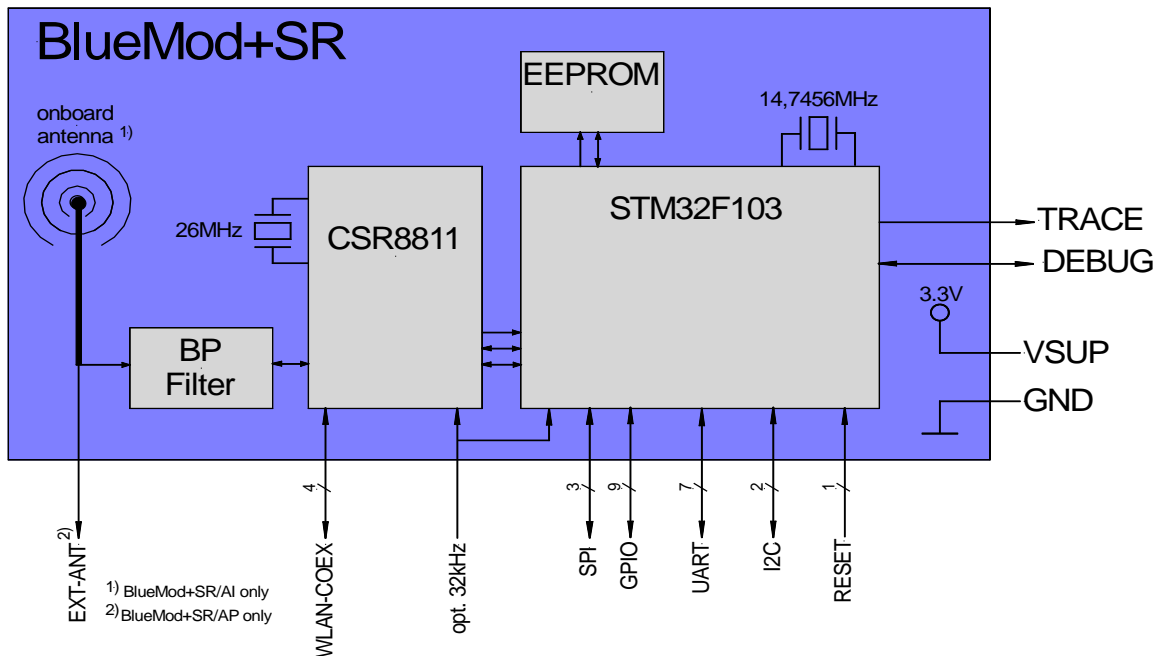 BlueMod+SR
EEPROM
14,7456MHz
onboard
antenna 1)
STM32F103
CSR8811
26MHz
TRACE
DEBUG
3.3V
BP
Filter
VSUP
GND
4
3
9
7
2
1
EXT-ANT 2)
WLAN-COEX
opt. 32kHz
SPI
GPIO
UART
I2C
RESET
1) BlueMod+SR/AI only
2) BlueMod+SR/AP only